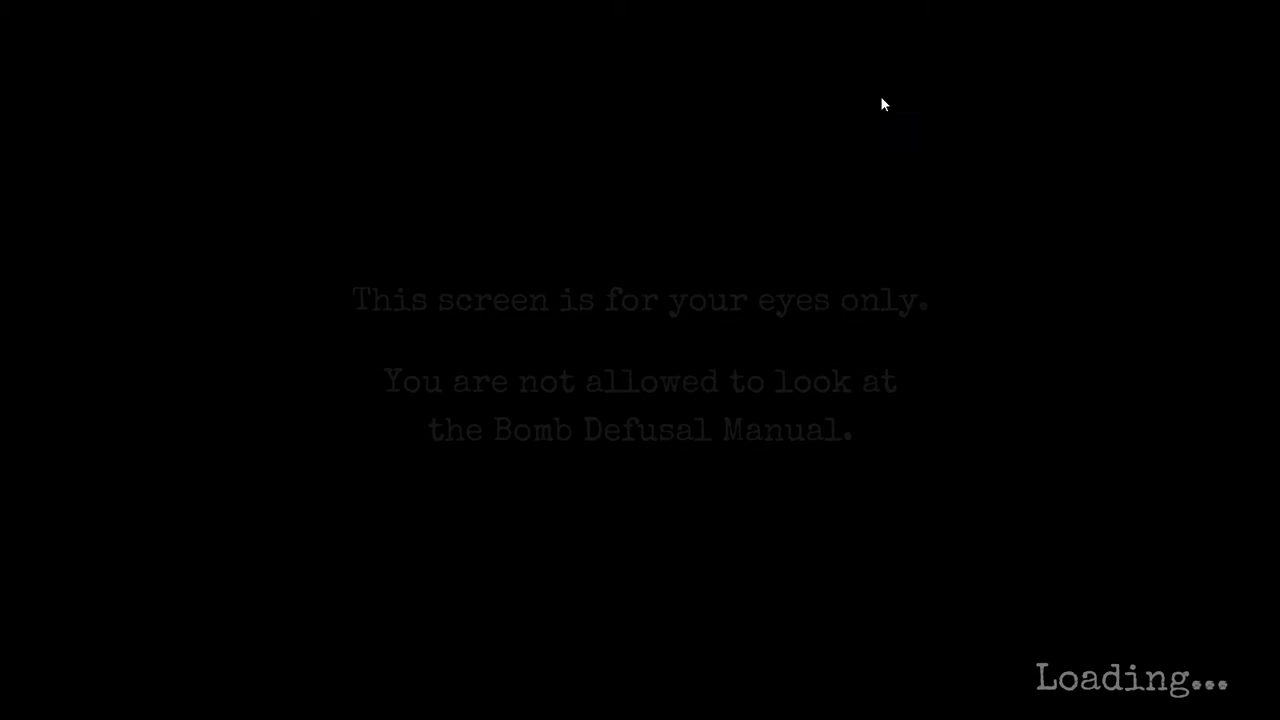 This screen is for your eyes only.
You are not allowed to look at
the Bomb Defusal Manual.
Loading...